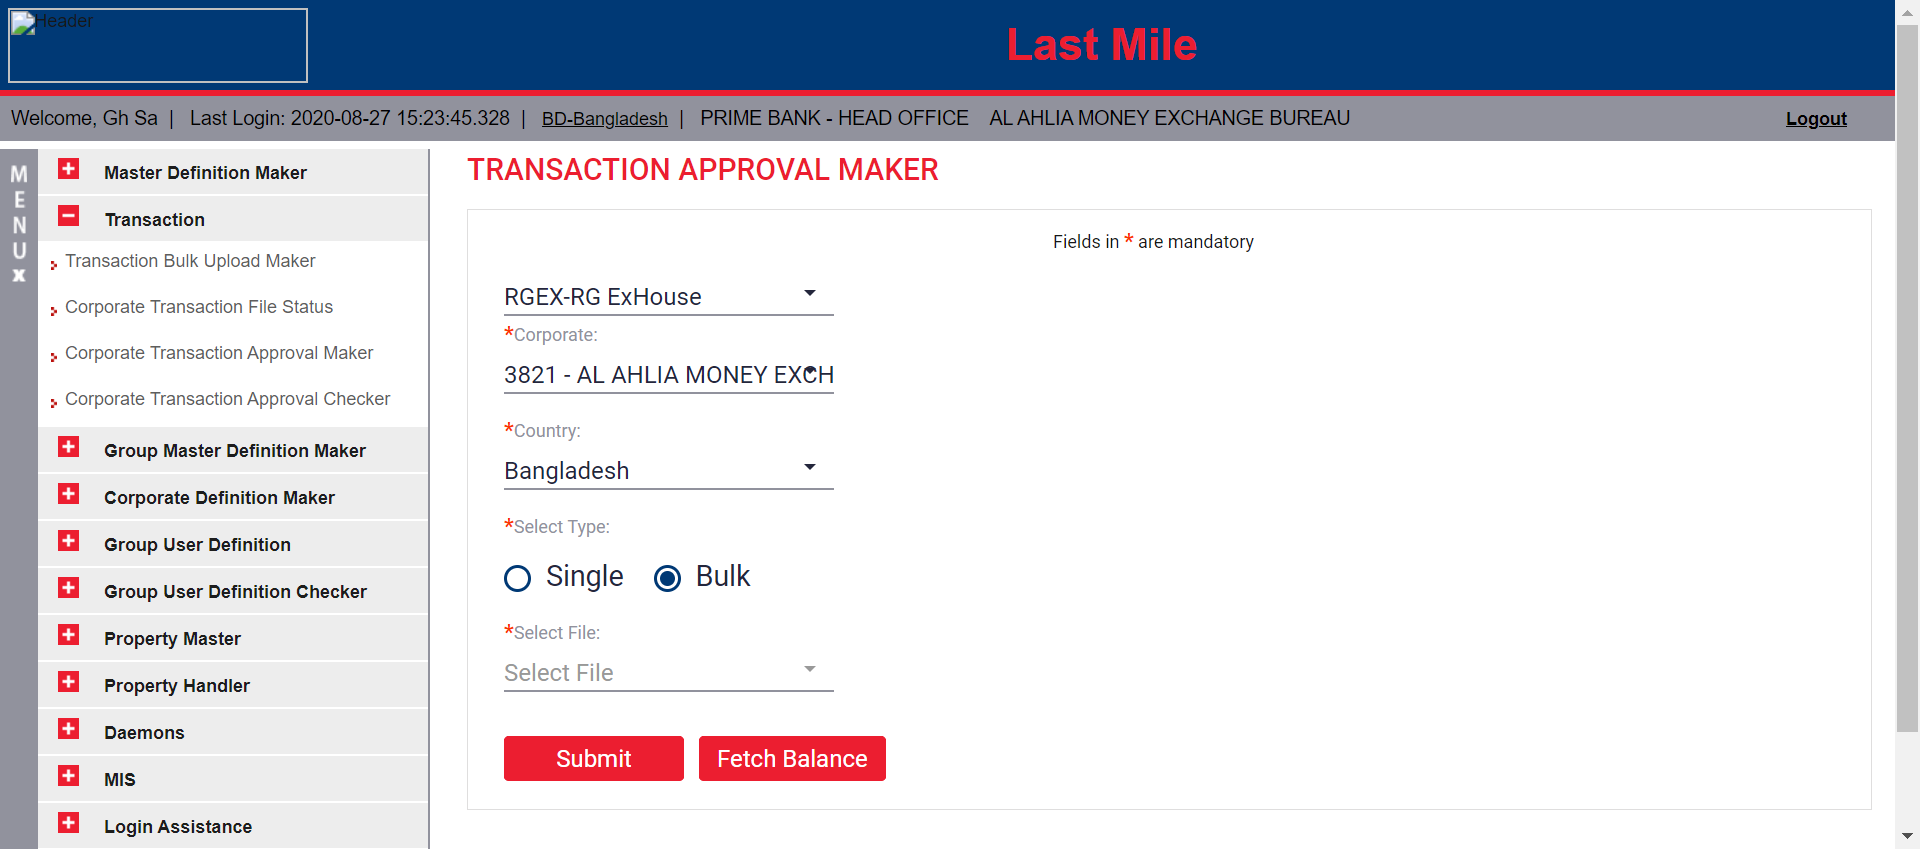 Header
Last Mile
Welcome, Gh Sa | Last Login: 2020-08-27 15:23:45.328 | BD-Bangladesh | PRIME BANK - HEAD OFFICE AL AHLIA MONEY EXCHANGE BUREAU
Logout
MENU
x
Master Definition Maker
Transaction
Transaction Bulk Upload Maker
Corporate Transaction File Status
Corporate Transaction Approval Maker
Corporate Transaction Approval Checker
Group Master Definition Maker
Corporate Definition Maker
Group User Definition
Group User Definition Checker
Property Master
Property Handler
Daemons
MIS
Login Assistance
TRANSACTION APPROVAL MAKER
Fields in * are mandatory
RGEX-RG ExHouse
*Corporate:
3821 - AL AHLIA MONEY EXCH
*Country:
Bangladesh
*Select Type:
Single Bulk
*Select File:
Select File
Submit Fetch Balance